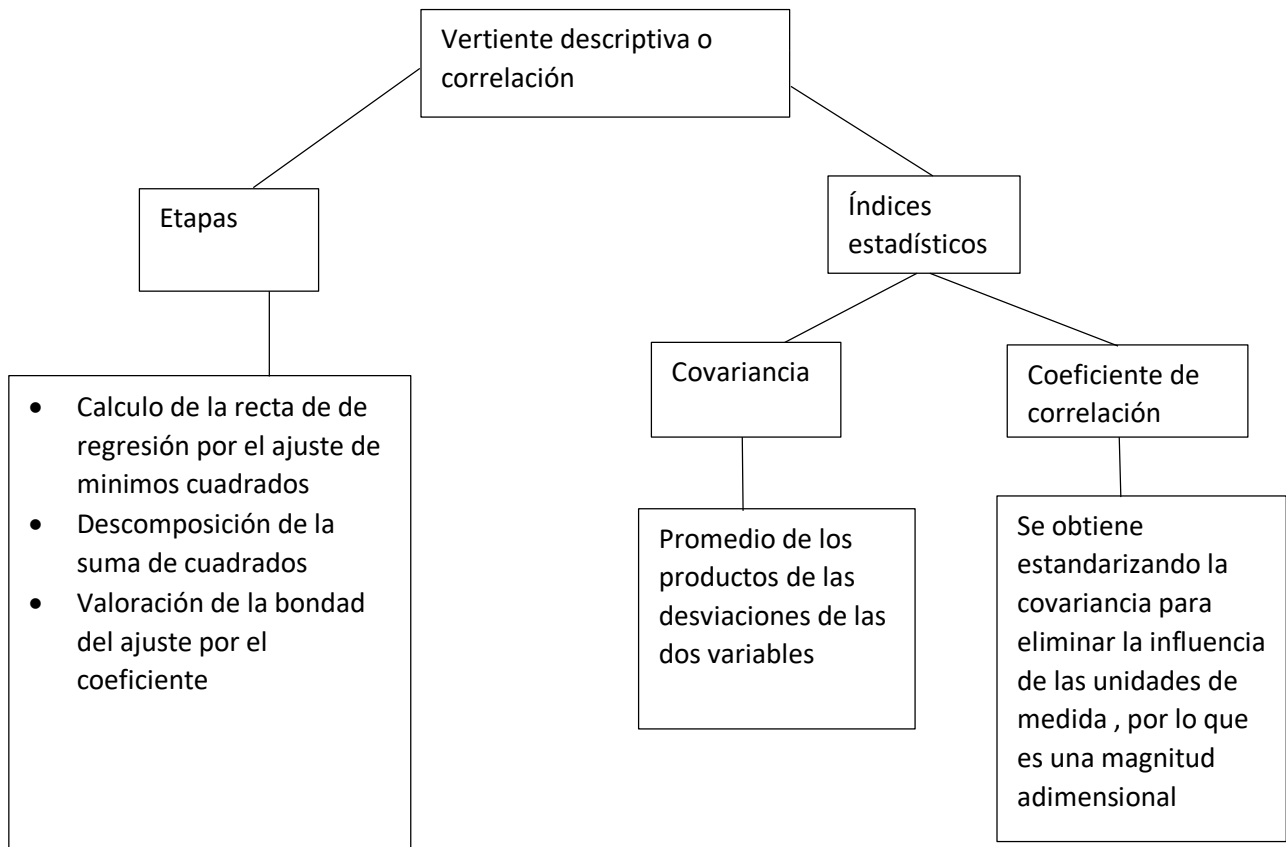 Vertiente descriptiva o
correlación
Etapas
Índices
estadísticos
Covariancia
Coeficiente de
correlación
• Calculo de la recta de de
regresión por el ajuste de
minimos cuadrados
• Descomposición de la
suma de cuadrados
• Valoración de la bondad
del ajuste por el
coeficiente
Promedio de los
productos de las
desviaciones de las
dos variables
Se obtiene
estandarizando la
covariancia para
eliminar la influencia
de las unidades de
medida , por lo que
es una magnitud
adimensional